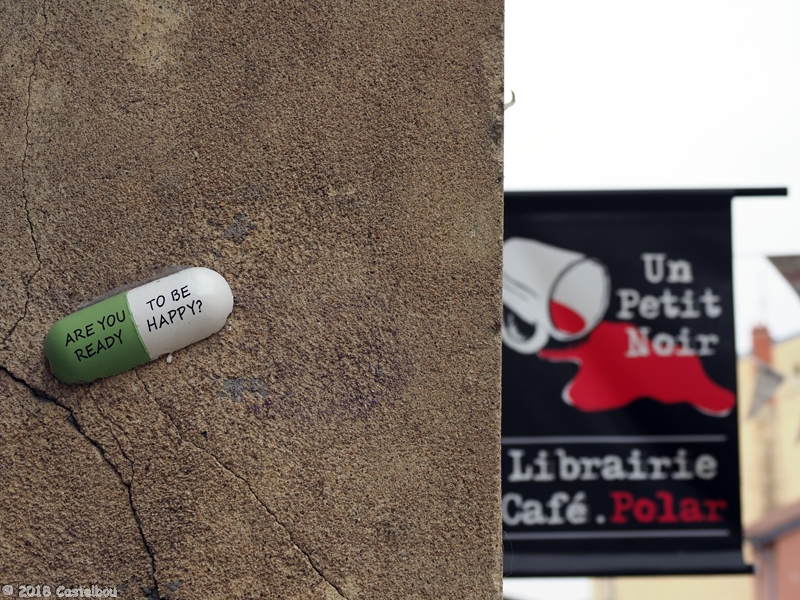 ARE YOU
READY
TO BE
HAPPY?
Un
Petit
Noir
Librairie
Café.Polar
© 2018 Castelbou